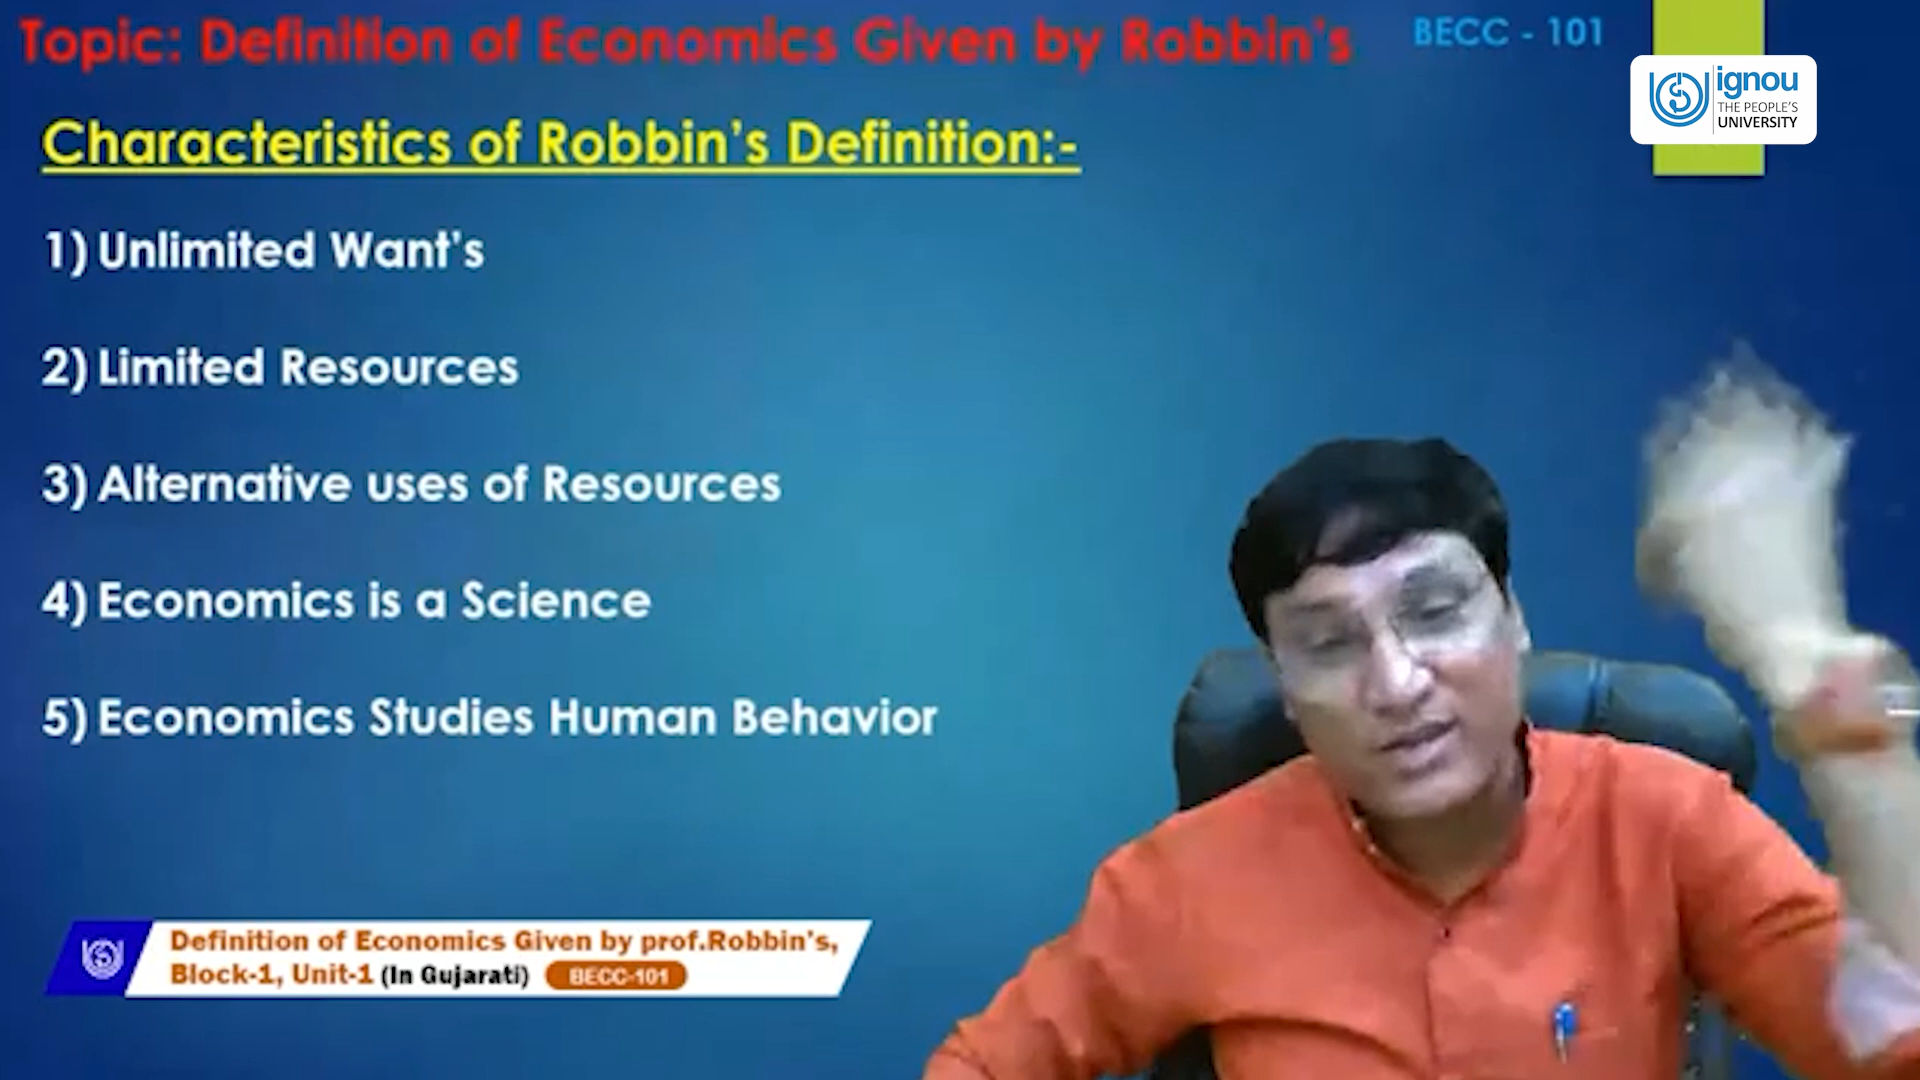 Topic: Definition of Economics Given by Robbin's
BECC - 101
ignou
THE PEOPLE'S
UNIVERSITY
Characteristics of Robbin's Definition:-
1) Unlimited Want's
2) Limited Resources
3) Alternative uses of Resources
4) Economics is a Science
5) Economics Studies Human Behavior
Definition of Economics Given by prof.Robbin's,
Block-1, Unit-1 (In Gujarati) BECC-101